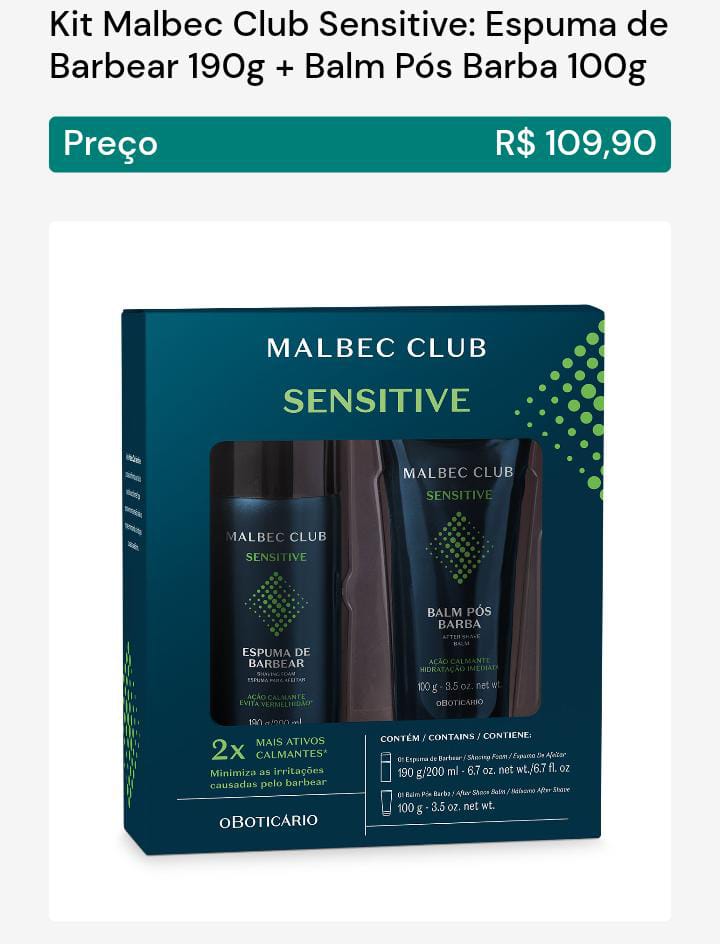 Kit Malbec Club Sensitive: Espuma de
Barbear 190g + Balm Pós Barba 100g
Preço R$ 109,90
MALBEC CLUB
SENSITIVE
MALBEC CLUB
SENSITIVE
ESPUMA DE
BARBEAR
SHAVING FOAM
ESPUMA PARA AFEITAR
AÇÃO CALMANTE
EVITA VERMELHIDÃO*
190 g/200 ml
MALBEC CLUB
SENSITIVE
BALM PÓS
BARBA
AFTER SHAVE
BALM
AÇÃO CALMANTE
HIDRATAÇÃO IMEDIATA
100 g - 3.5 oz. net wt.
oBOTICÁRIO
2x MAIS ATIVOS
CALMANTES*
Minimiza as irritações
causadas pelo barbear
oBOTICÁRIO
CONTÉM / CONTAINS / CONTIENE:
01 Espuma de Barbear / Shaving Foam / Espuma De Afeitar
190 g/200 ml - 6.7 oz. net wt./6.7 fl. oz
01 Balm Pós Barba / After Shave Balm / Bálsamo After Shave
100 g - 3.5 oz. net wt.